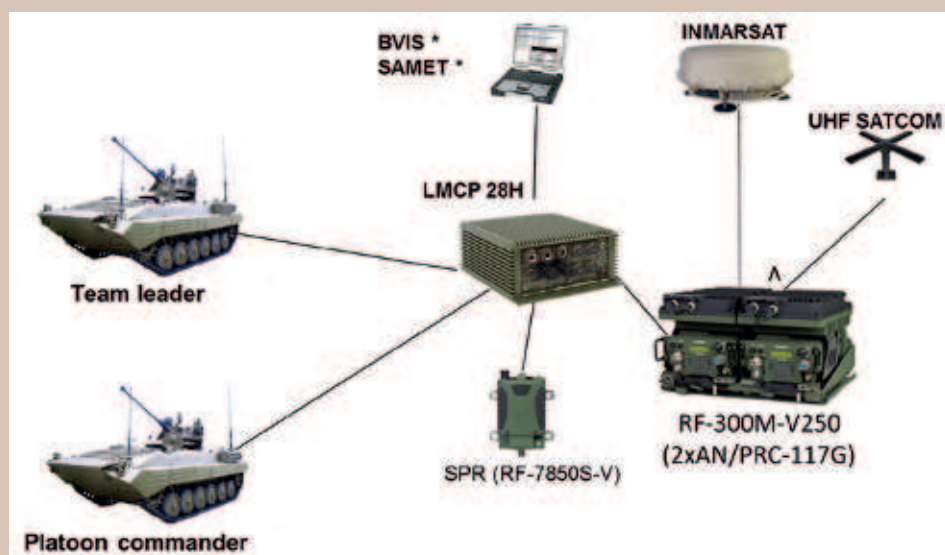 BVIS *
SAMET *
INMARSAT
UHF SATCOM
LMCP 28H
Team leader
Λ
SPR (RF-7850S-V)
RF-300M-V250
(2xAN/PRC-117G)
Platoon commander